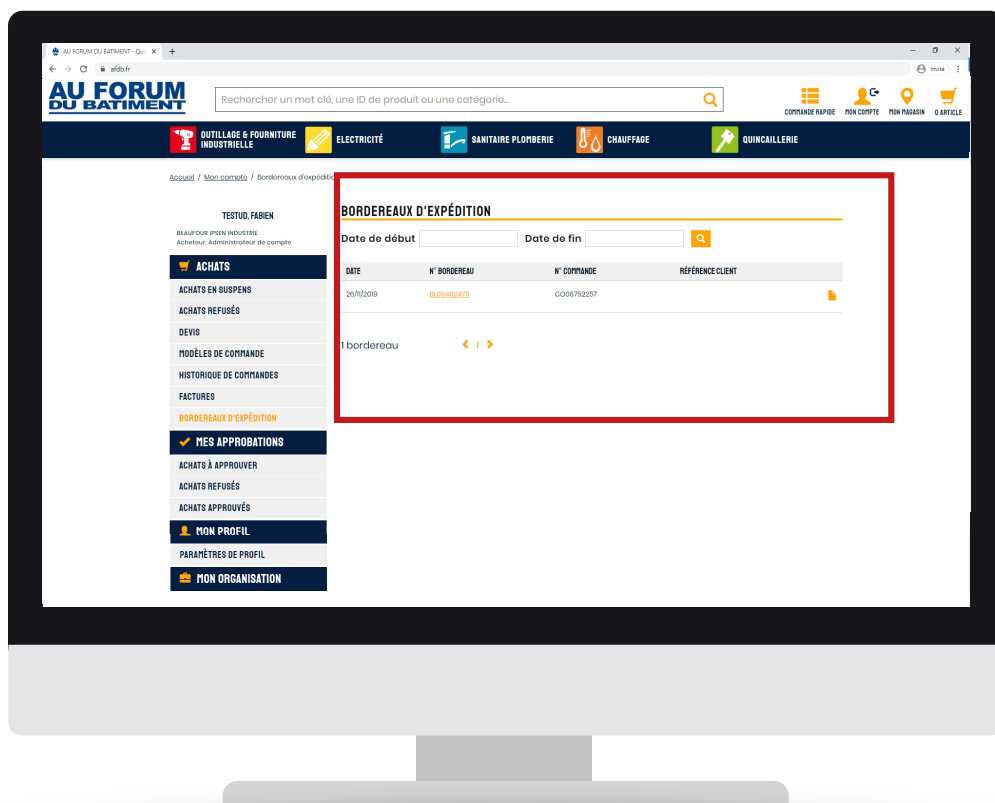 AU FORUM DU BATIMENT - Quin
afdb.fr
Invité
AU FORUM
DU BATIMENT
Rechercher un mot clé, une ID de produit ou une catégorie...
COMMANDE RAPIDE
MON COMPTE
MON MAGASIN
0 ARTICLE
OUTILLAGE & FOURNITURE
INDUSTRIELLE
ELECTRICITÉ
SANITAIRE PLOMBERIE
CHAUFFAGE
QUINCAILLERIE
Accueil / Mon compte / Bordereaux d'expéditio
TESTUD, FABIEN
BEAUFOUR IPSEN INDUSTRIE
Acheteur, Administrateur de compte
ACHATS
ACHATS EN SUSPENS
ACHATS REFUSÉS
DEVIS
MODÈLES DE COMMANDE
HISTORIQUE DE COMMANDES
FACTURES
BORDEREAUX D'EXPÉDITION
MES APPROBATIONS
ACHATS À APPROUVER
ACHATS REFUSÉS
ACHATS APPROUVÉS
MON PROFIL
PARAMÈTRES DE PROFIL
MON ORGANISATION
BORDEREAUX D'EXPÉDITION
Date de début
Date de fin
DATE N° BORDEREAU N° COMMANDE RÉFÉRENCE CLIENT
26/11/2019 BL06462475 CO06752257
1 bordereau
1